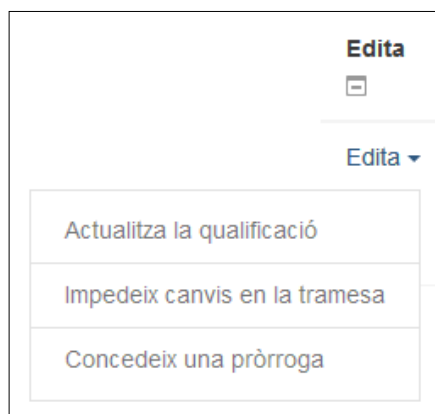 Edita
Edita
Actualitza la qualificació
Impedeix canvis en la tramesa
Concedeix una pròrroga